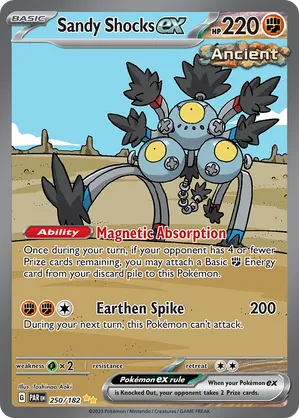 BASIC
Sandy Shocks ex HP 220
Ancient
Ability Magnetic Absorption
Once during your turn, if your opponent has 4 or fewer
Prize cards remaining, you may attach a Basic Energy
card from your discard pile to this Pokémon.
Earthen Spike 200
During your next turn, this Pokémon can't attack.
weakness ×2 resistance retreat
Pokémon ex rule
When your Pokémon ex
is Knocked Out, your opponent takes 2 Prize cards.
Illus. Toshinao Aoki
G PAR EN 250/182
©2023 Pokémon / Nintendo / Creatures / GAME FREAK